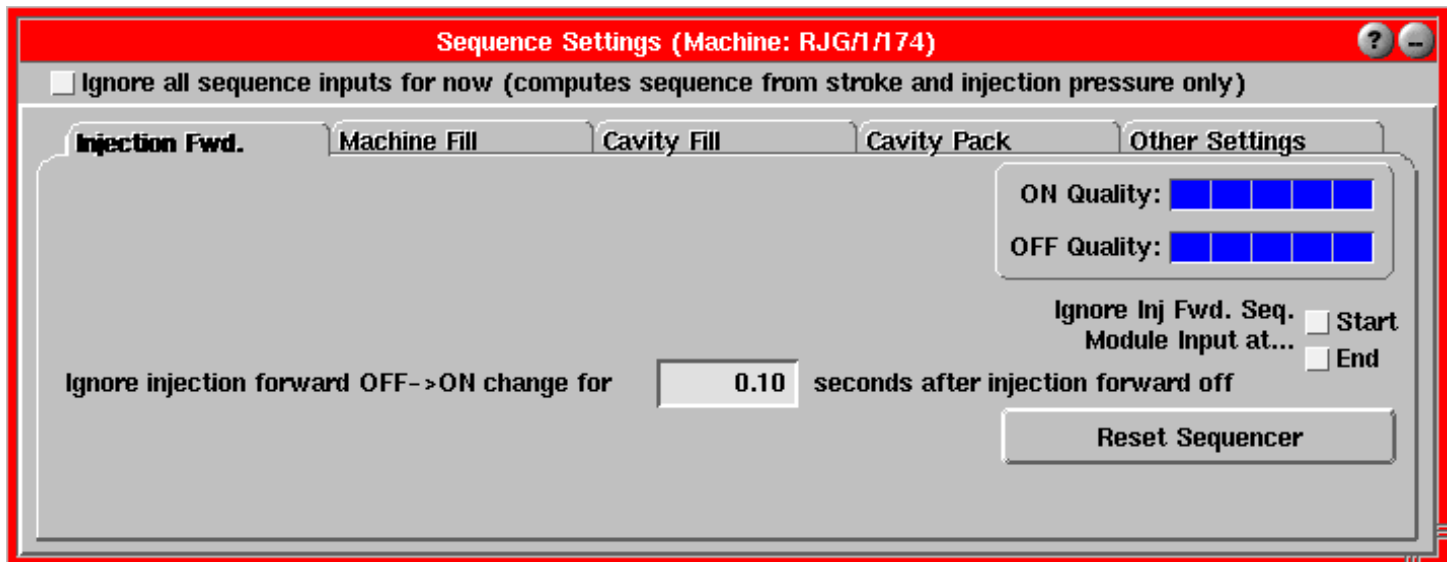 Sequence Settings (Machine: RJG/1/174)
?
Ignore all sequence inputs for now (computes sequence from stroke and injection pressure only)
Injection Fwd.
Machine Fill
Cavity Fill
Cavity Pack
Other Settings
ON Quality:
OFF Quality:
Ignore Inj Fwd. Seq.
Module Input at...
Start
End
Ignore injection forward OFF->ON change for 0.10 seconds after injection forward off
Reset Sequencer